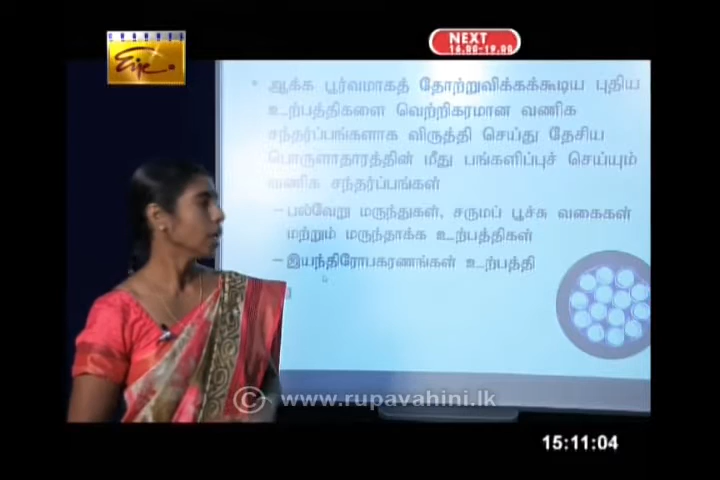 Eye
NEXT
16.00-19.00
• ஆக்க பூர்வமாகத் தோற்றுவிக்கக்கூடிய புதிய
உற்பத்திகளை வெற்றிகரமான வணிக
சந்தர்ப்பங்களாக விருத்தி செய்து தேசிய
பொருளாதாரத்தின் மீது பங்களிப்புச் செய்யும்
வணிக சந்தர்ப்பங்கள்
– பல்வேறு மருந்துகள், சருமப் பூச்சு வகைகள்
மற்றும் மருந்தாக்க உற்பத்திகள்
– இயந்திரோபகரணங்கள் உற்பத்தி
© www.rupavahini.lk
15:11:04